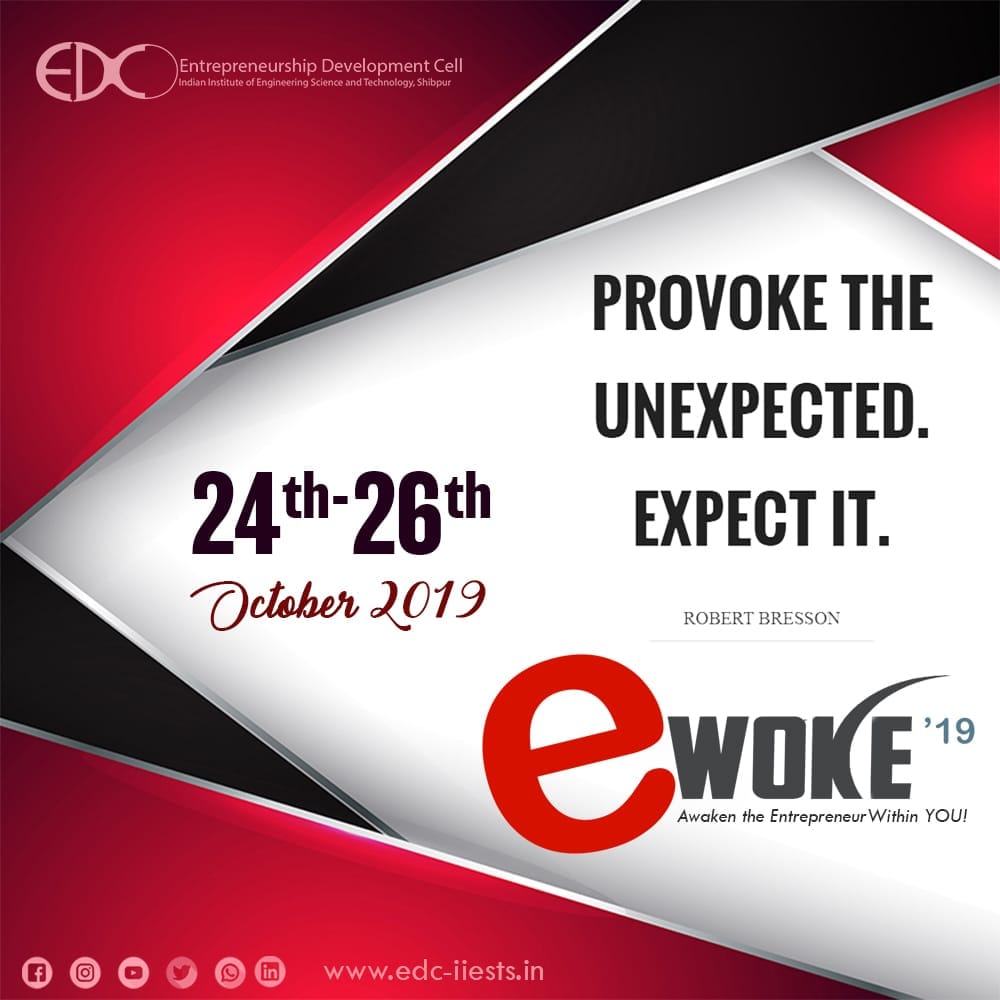 EDC
Entrepreneurship Development Cell
Indian Institute of Engineering Science and Technology, Shibpur
PROVOKE THE
UNEXPECTED.
EXPECT IT.
ROBERT BRESSON
24th-26th
October 2019
eWOKE '19
Awaken the Entrepreneur Within YOU!
www.edc-iiests.in